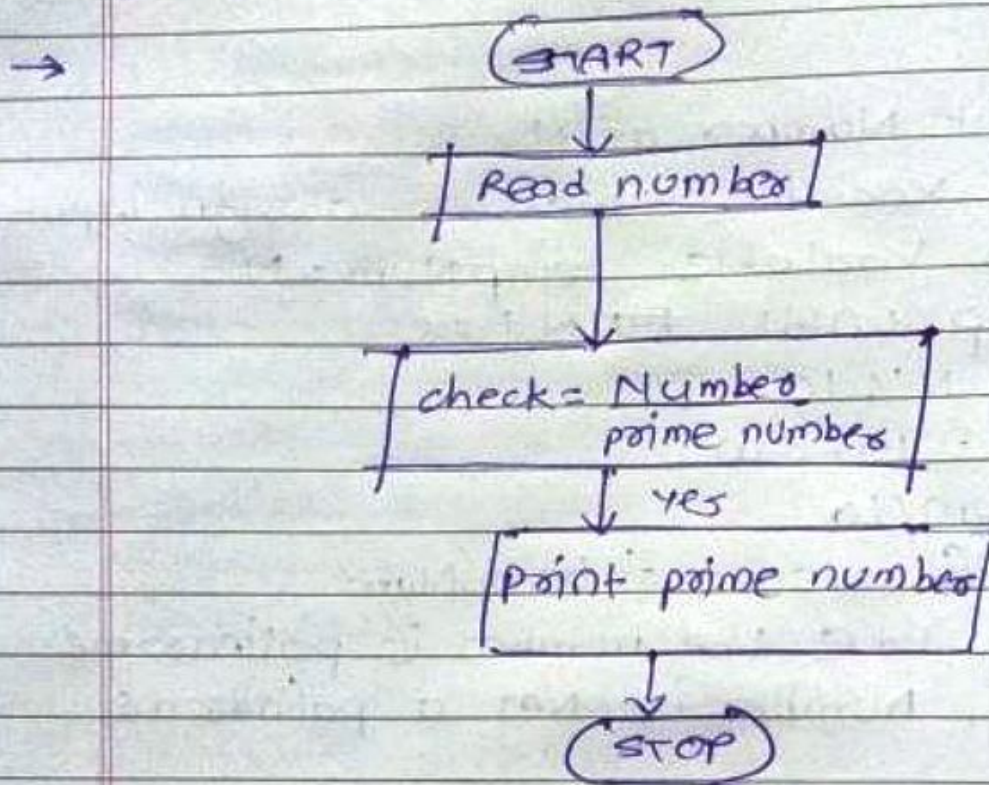 →
START
Read number
check = Number
prime number
yes
print prime number
STOP